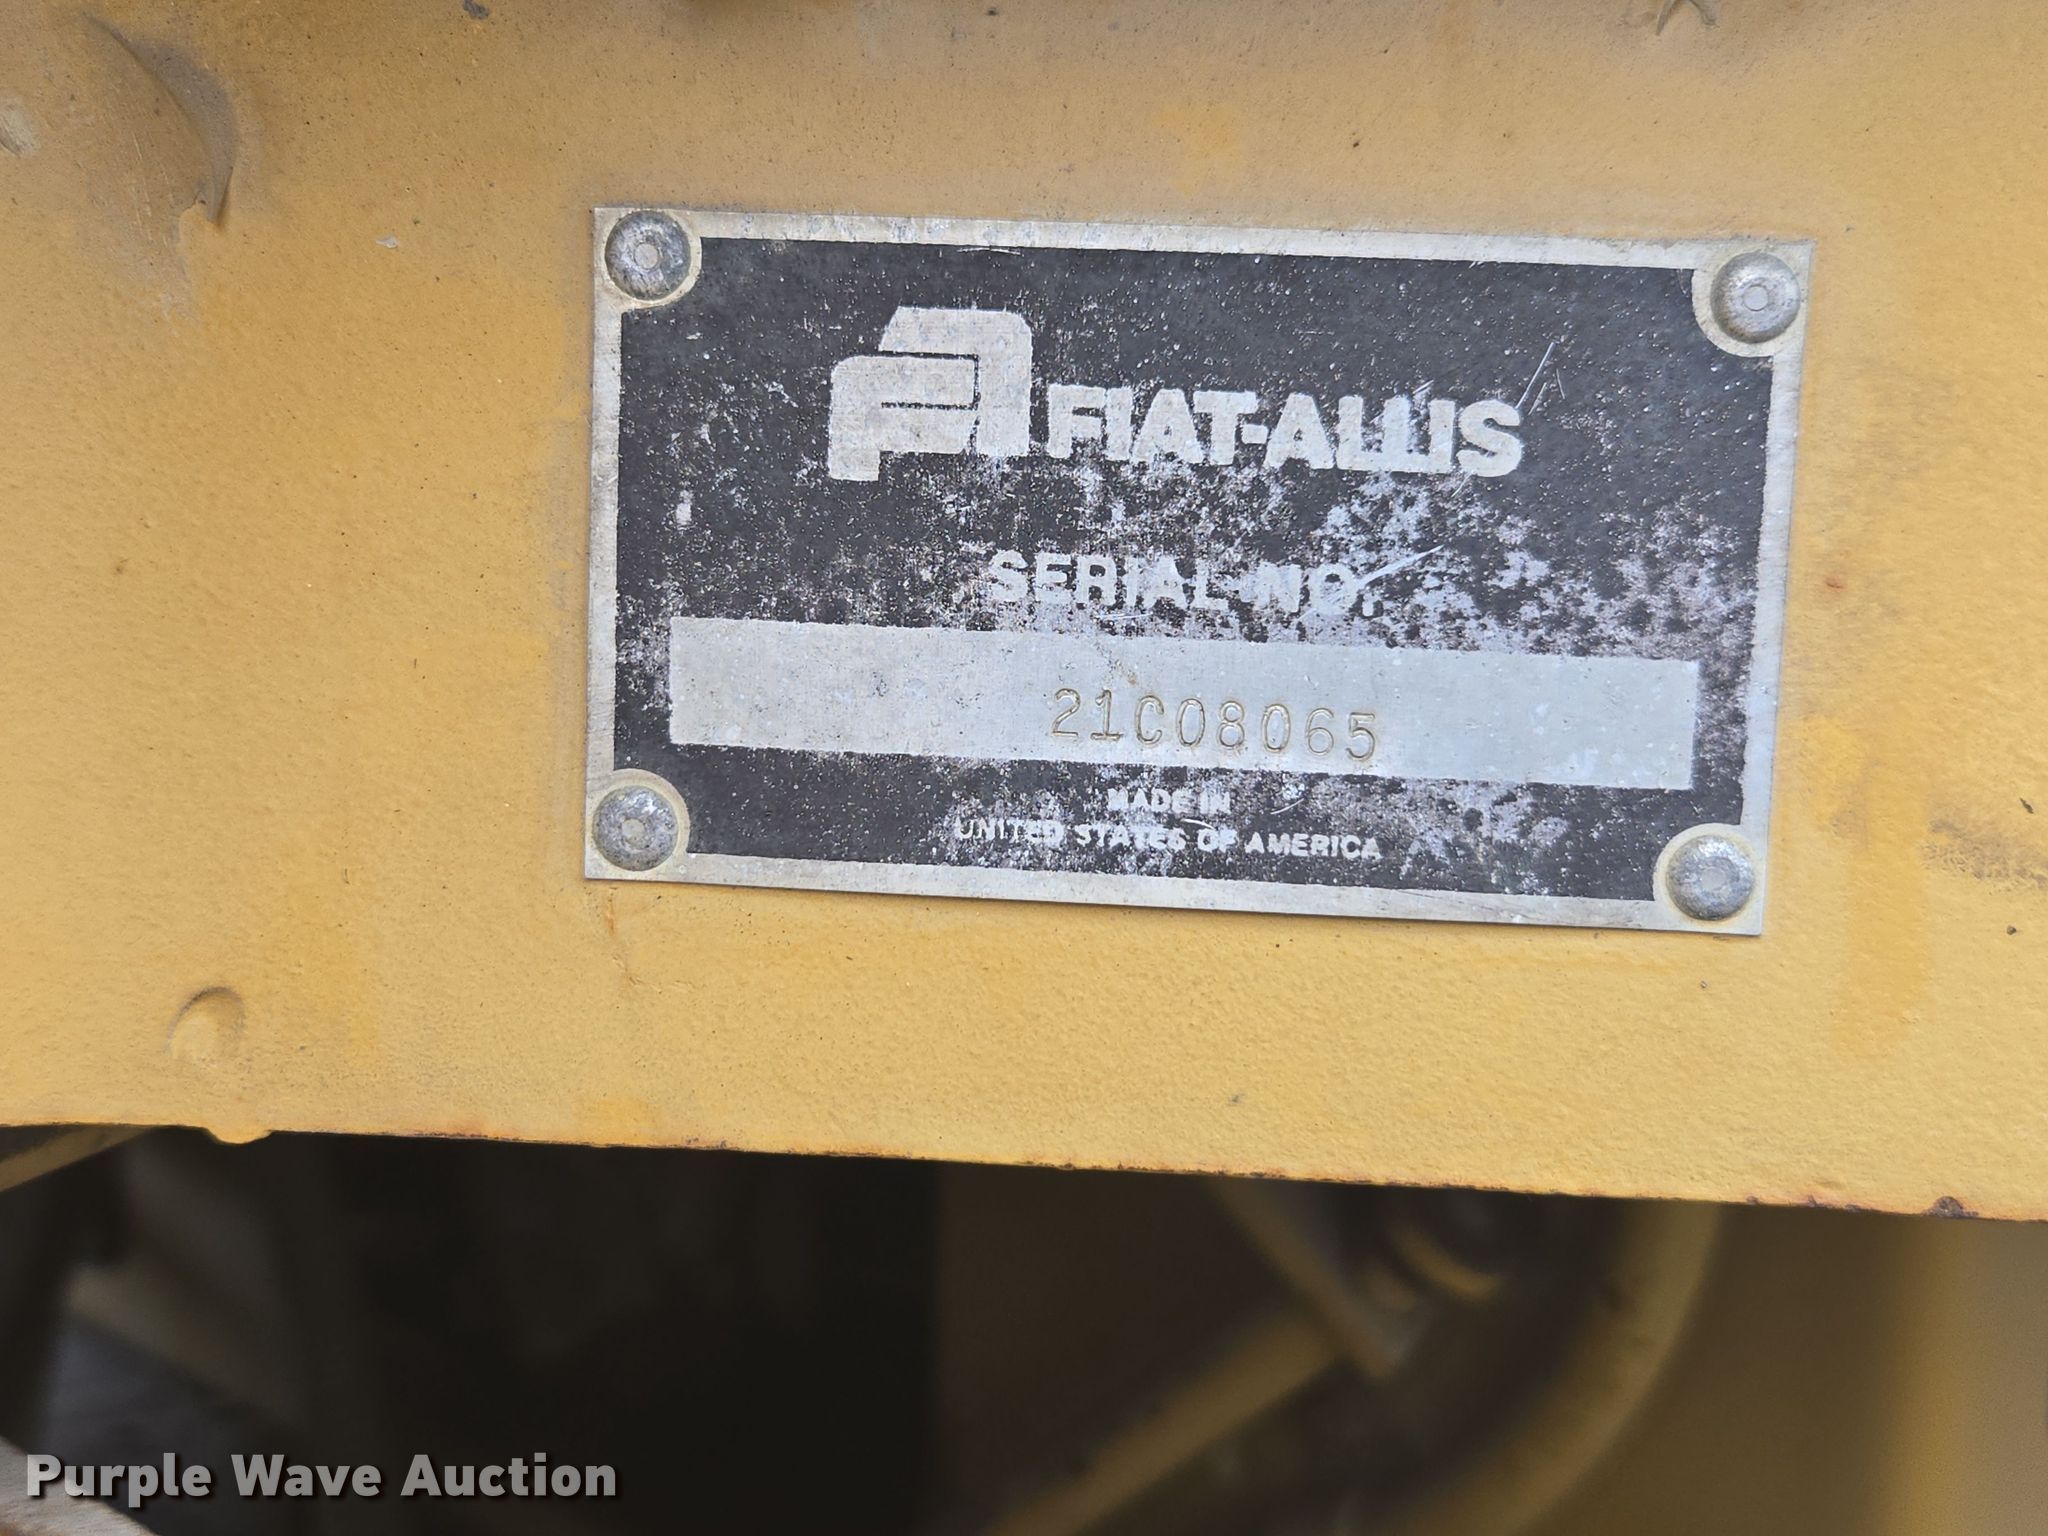 FIAT-ALLIS
SERIAL NO.
21C08065
MADE IN
UNITED STATES OF AMERICA
Purple Wave Auction